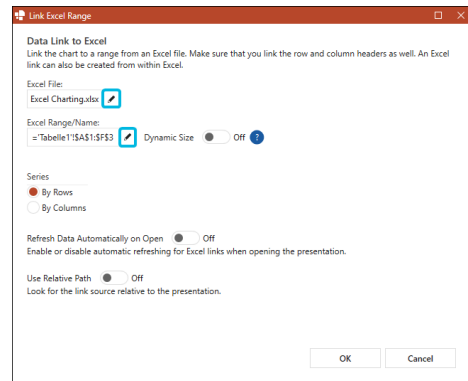 Link Excel Range
Data Link to Excel
Link the chart to a range from an Excel file. Make sure that you link the row and column headers as well. An Excel
link can also be created from within Excel.
Excel File:
Excel Charting.xlsx
Excel Range/Name:
='Tabelle1'!$A$1:$F$3 Dynamic Size Off ?
Series
By Rows
By Columns
Refresh Data Automatically on Open Off
Enable or disable automatic refreshing for Excel links when opening the presentation.
Use Relative Path Off
Look for the link source relative to the presentation.
OK Cancel